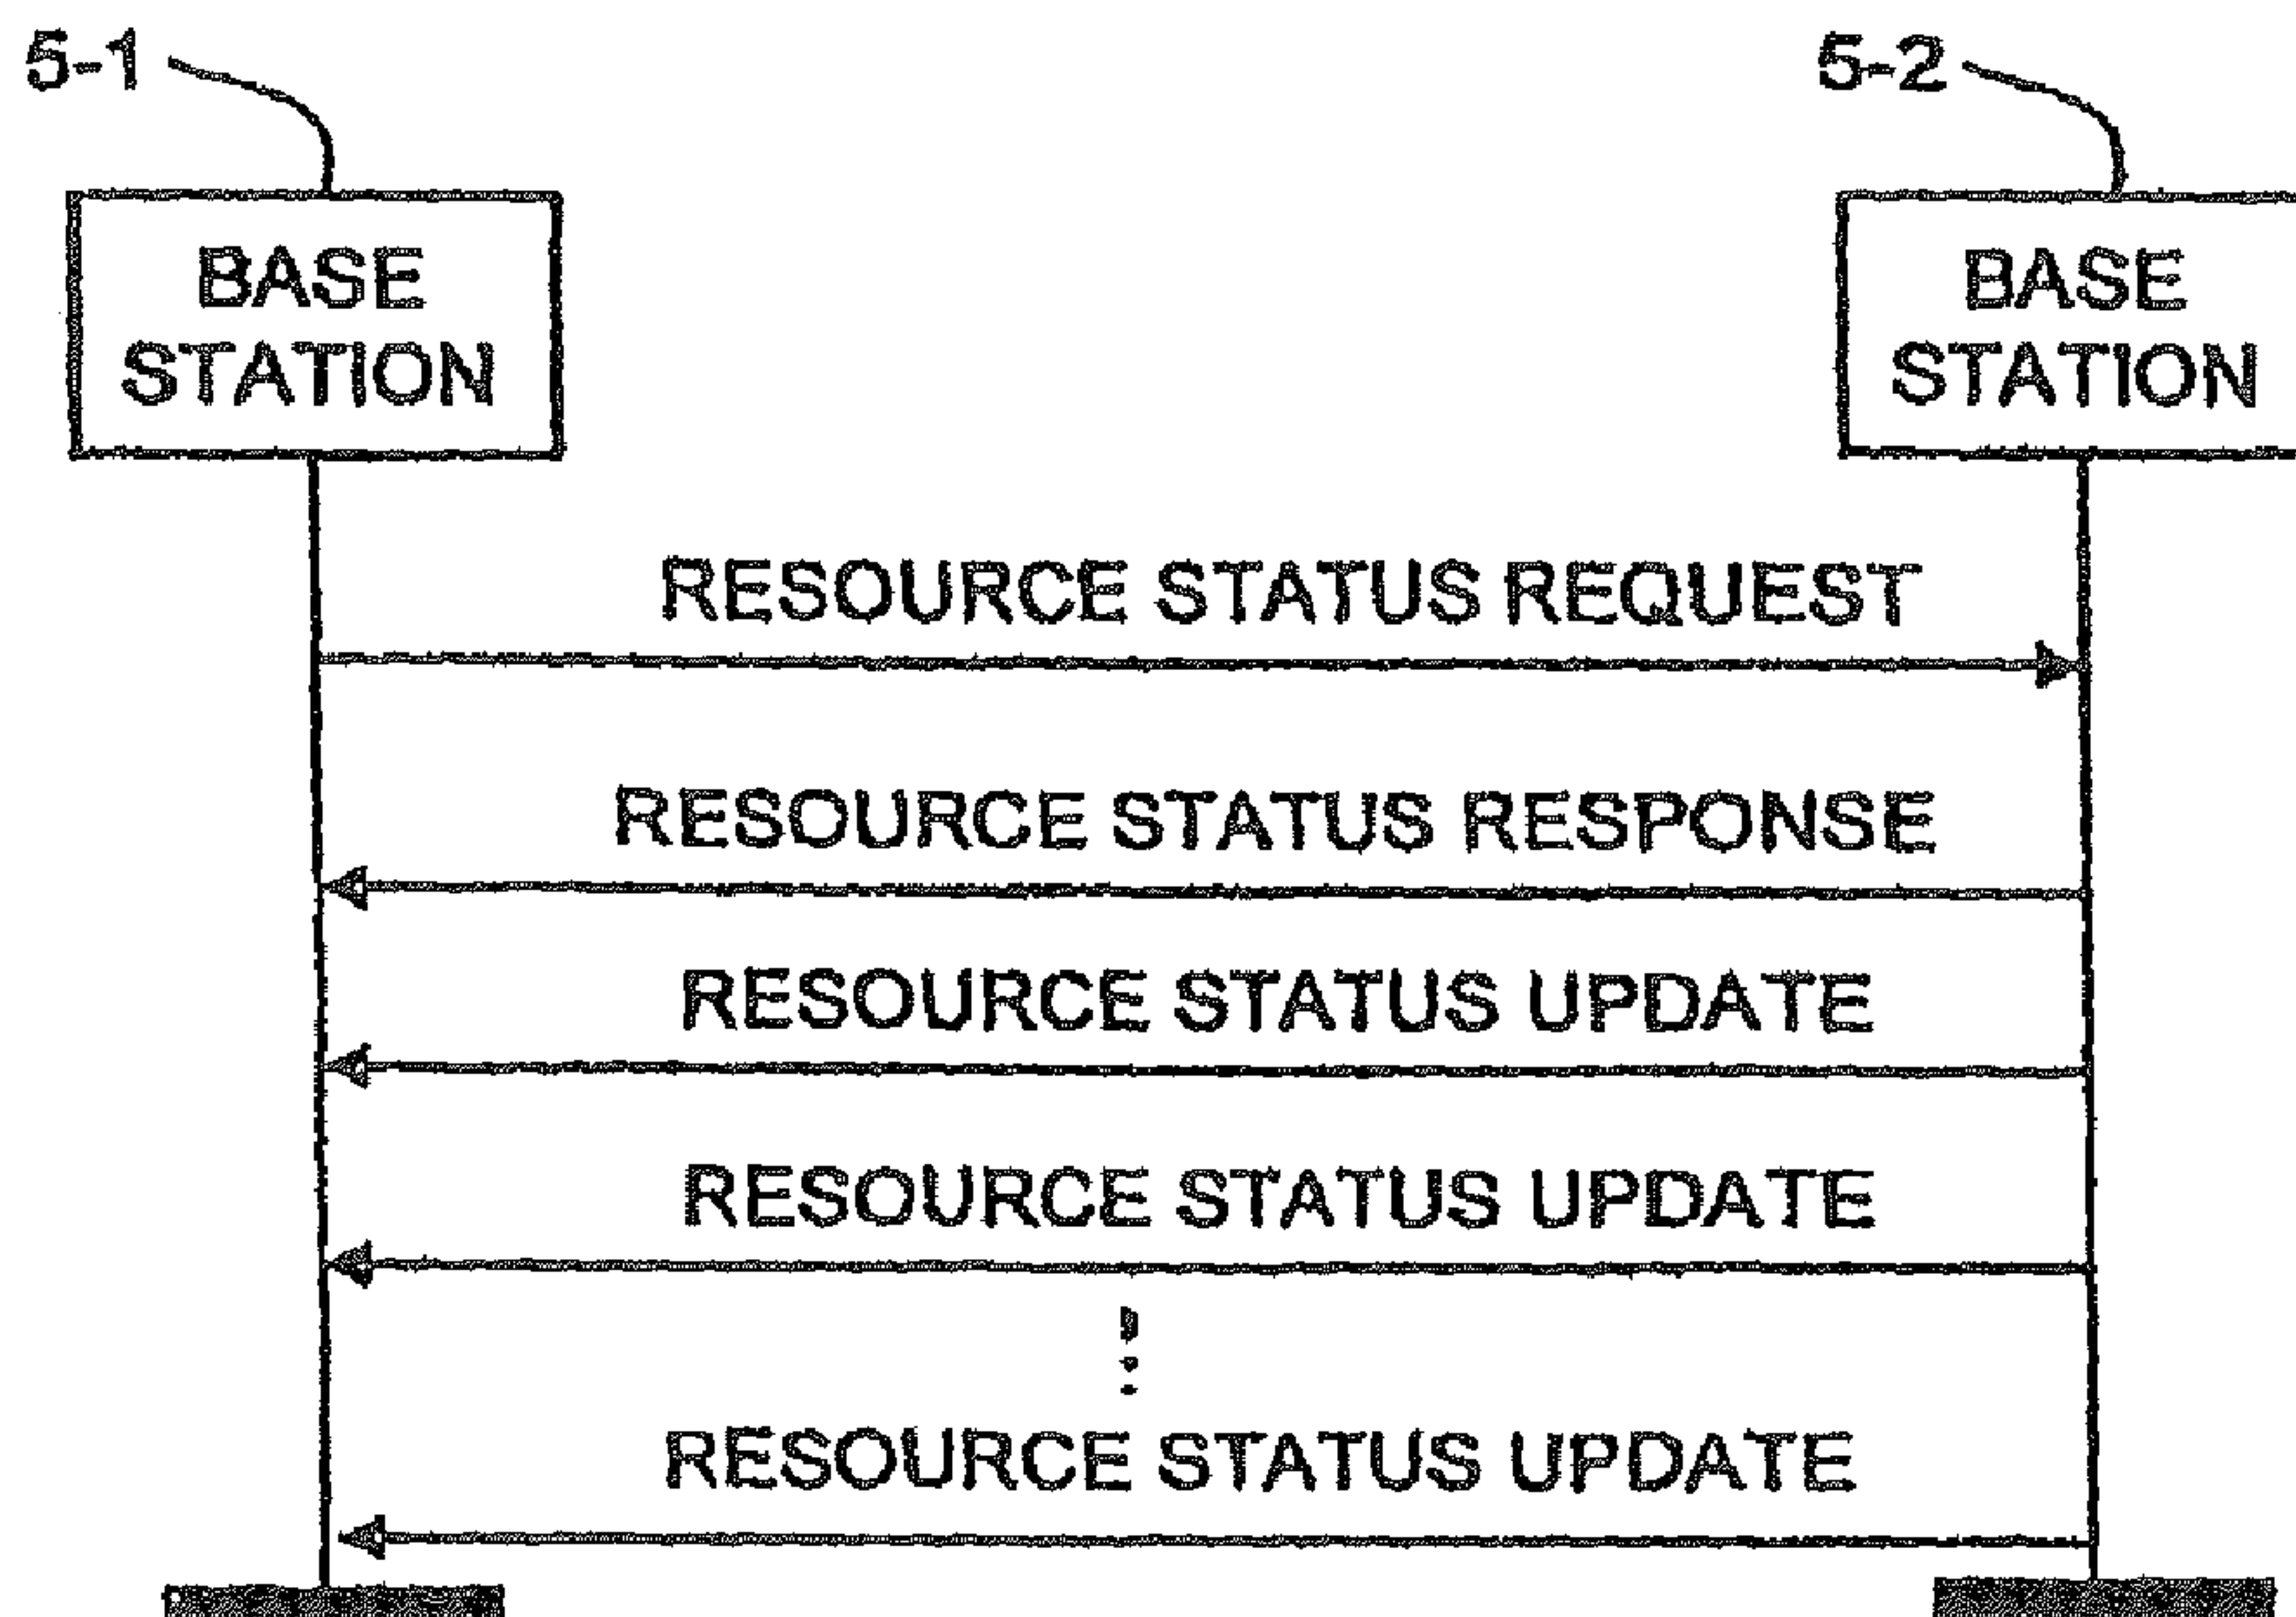 5-1
5-2
BASE
STATION
BASE
STATION
RESOURCE STATUS REQUEST
RESOURCE STATUS RESPONSE
RESOURCE STATUS UPDATE
RESOURCE STATUS UPDATE
RESOURCE STATUS UPDATE